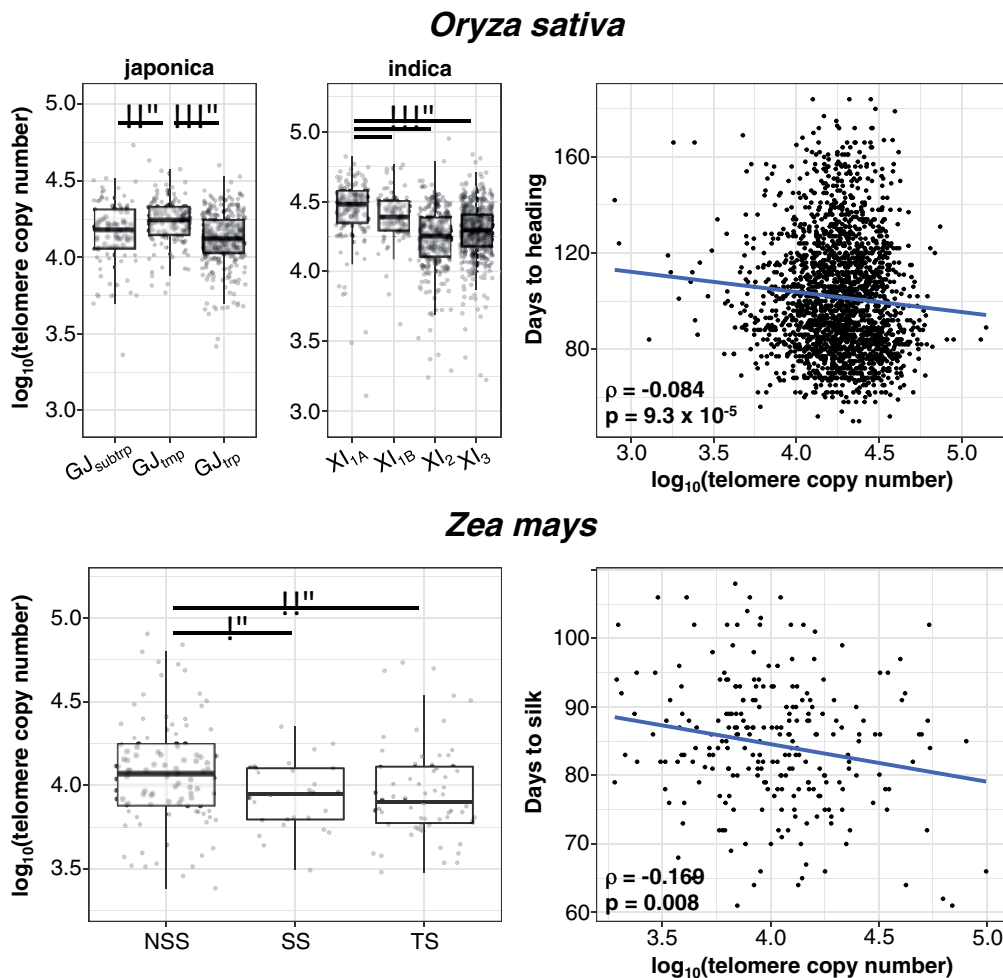 Oryza sativa
japonica
indica
log₁₀(telomere copy number)
5.0
4.5
4.0
3.5
3.0
!!"
!!!"
GJsubtrp
GJtmp
GJtrp
5.0
4.5
4.0
3.5
3.0
!!!"
XI1A
XI1B
XI2
XI3
Days to heading
160
120
80
ρ = -0.084
p = 9.3 x 10⁻⁵
3.0
3.5
4.0
4.5
5.0
log₁₀(telomere copy number)
Zea mays
log₁₀(telomere copy number)
5.0
4.5
4.0
3.5
!!"
!"
NSS
SS
TS
Days to silk
100
90
80
70
60
ρ = -0.169
p = 0.008
3.5
4.0
4.5
5.0
log₁₀(telomere copy number)